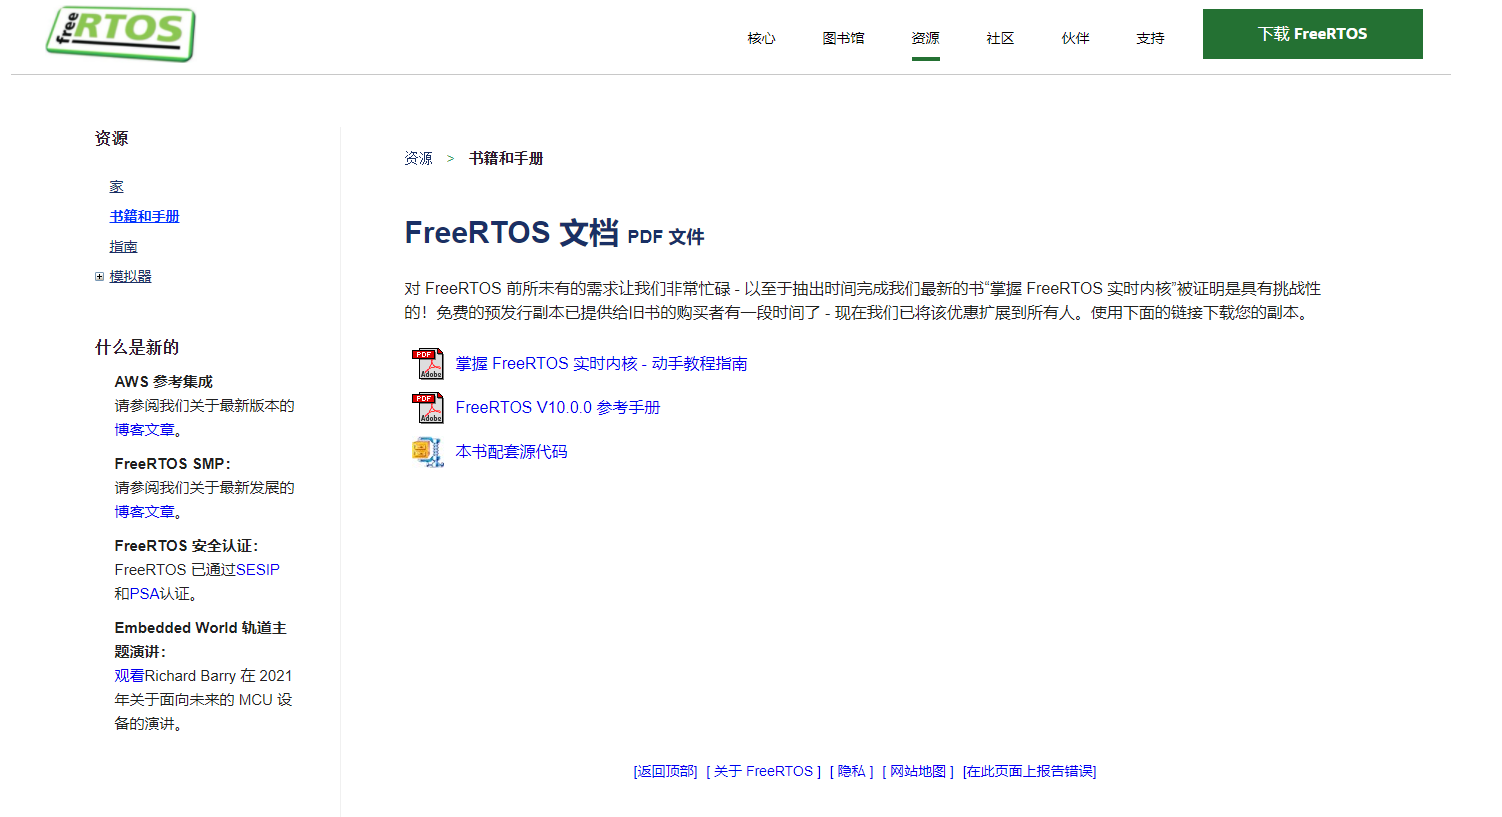 free RTOS
核心 图书馆 资源 社区 伙伴 支持 下载 FreeRTOS
资源
家
书籍和手册
指南
模拟器
什么是新的
AWS 参考集成
请参阅我们关于最新版本的
博客文章。
FreeRTOS SMP：
请参阅我们关于最新发展的
博客文章。
FreeRTOS 安全认证：
FreeRTOS 已通过SESIP
和PSA认证。
Embedded World 轨道主
题演讲：
观看Richard Barry 在 2021
年关于面向未来的 MCU 设
备的演讲。
资源 > 书籍和手册
FreeRTOS 文档 PDF 文件
对 FreeRTOS 前所未有的需求让我们非常忙碌 - 以至于抽出时间完成我们最新的书“掌握 FreeRTOS 实时内核”被证明是具有挑战性
的！免费的预发行副本已提供给旧书的购买者有一段时间了 - 现在我们已将该优惠扩展到所有人。使用下面的链接下载您的副本。
PDF Adobe 掌握 FreeRTOS 实时内核 - 动手教程指南
PDF Adobe FreeRTOS V10.0.0 参考手册
本书配套源代码
[返回顶部] [ 关于 FreeRTOS ] [ 隐私 ] [ 网站地图 ] [在此页面上报告错误]